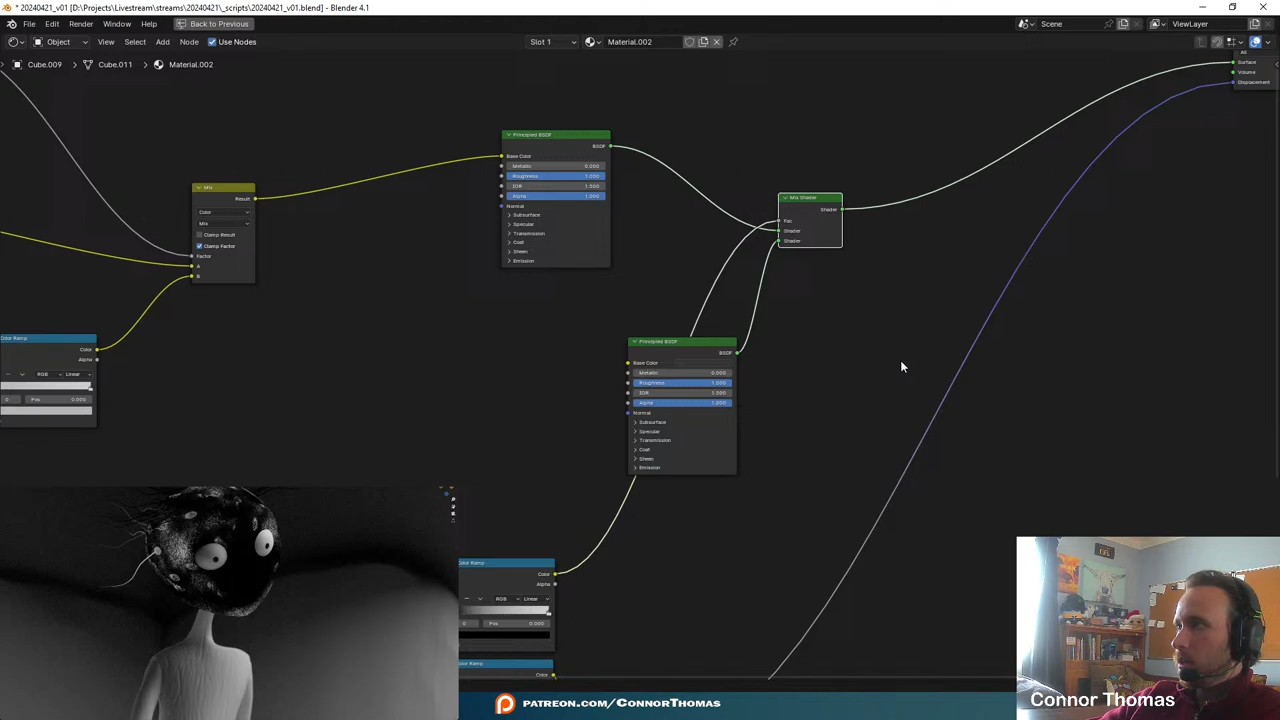 * 20240421_v01 [D:\Projects\Livestream\streams\20240421\_scripts\20240421_v01.blend] - Blender 4.1
File Edit Render Window Help Back to Previous Scene ViewLayer
Object View Select Add Node Use Nodes Slot 1 Material.002
Cube.009 > Cube.011 > Material.002
All
Surface
Volume
Displacement
Principled BSDF
BSDF
Base Color
Metallic 0.000
Roughness 1.000
IOR 1.500
Alpha 1.000
Normal
Subsurface
Specular
Transmission
Coat
Sheen
Emission
Mix
Result
Color
Mix
Clamp Result
Clamp Factor
Factor
A
B
Mix Shader
Shader
Fac
Shader
Shader
Color Ramp
Color
Alpha
RGB Linear
0 Pos 0.000
Principled BSDF
BSDF
Base Color
Metallic 0.000
Roughness 1.000
IOR 1.500
Alpha 1.000
Normal
Subsurface
Specular
Transmission
Coat
Sheen
Emission
Color Ramp
Color
Alpha
RGB Linear
0 Pos 0.000
Color Ramp
Color
Connor Thomas
PATREON.COM/CONNORTHOMAS